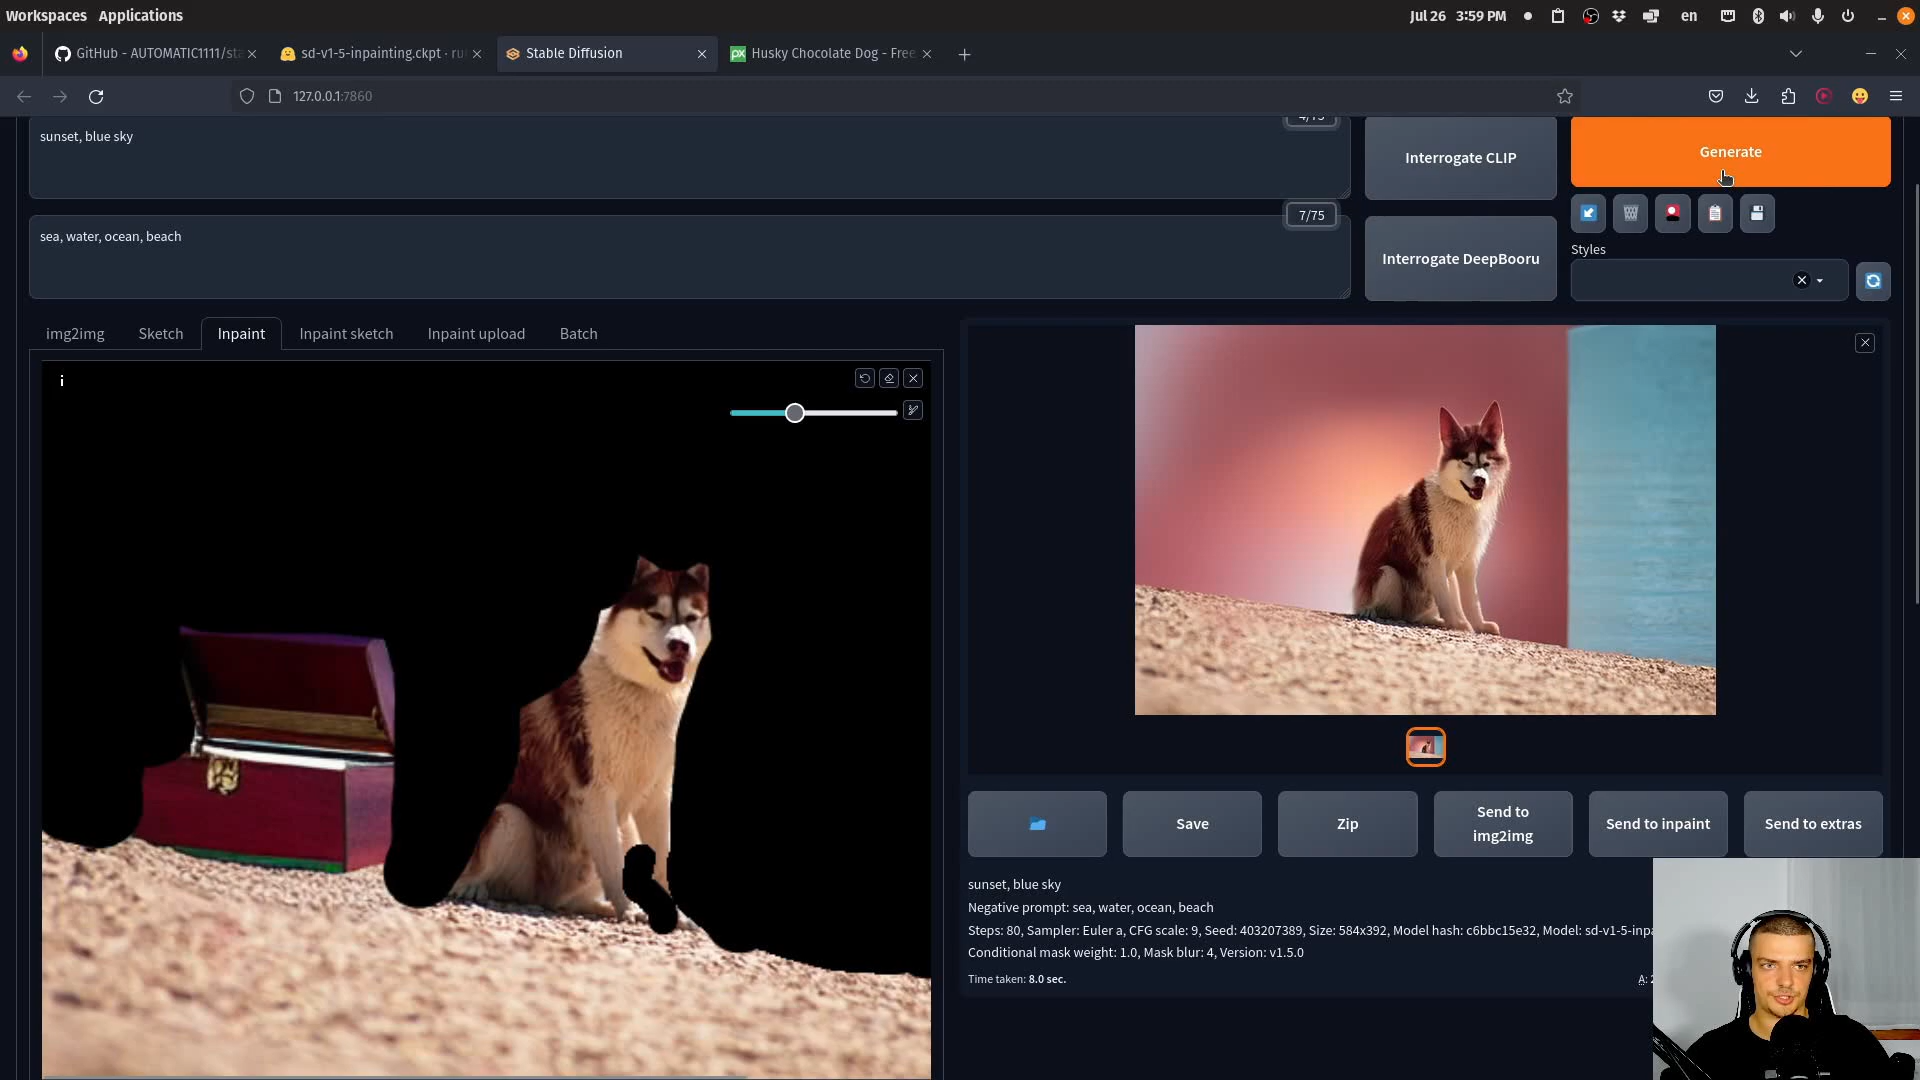 Workspaces Applications
Jul 26 3:59 PM
en
GitHub - AUTOMATIC1111/sta
sd-v1-5-inpainting.ckpt · ru
Stable Diffusion
Husky Chocolate Dog - Free
127.0.0.1:7860
4/75
sunset, blue sky
Interrogate CLIP
Generate
7/75
sea, water, ocean, beach
Interrogate DeepBooru
Styles
img2img
Sketch
Inpaint
Inpaint sketch
Inpaint upload
Batch
i
Save
Zip
Send to
img2img
Send to inpaint
Send to extras
sunset, blue sky
Negative prompt: sea, water, ocean, beach
Steps: 80, Sampler: Euler a, CFG scale: 9, Seed: 403207389, Size: 584x392, Model hash: c6bbc15e32, Model: sd-v1-5-inpa
Conditional mask weight: 1.0, Mask blur: 4, Version: v1.5.0
Time taken: 8.0 sec.
A: